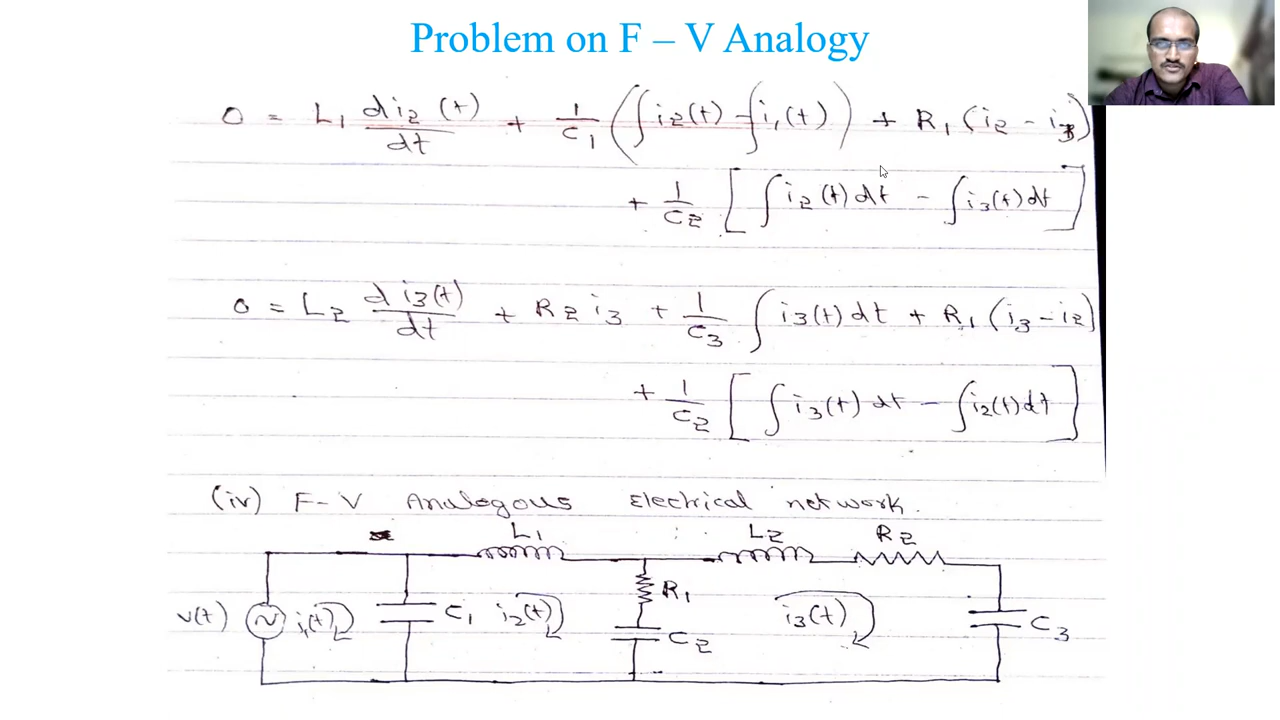 Problem on F – V Analogy
0 = L1 di2(t)/dt + 1/C1 (∫i2(t) - ∫i1(t)) + R1(i2 - i3)
+ 1/C2 [∫i2(t)dt - ∫i3(t)dt]
0 = L2 di3(t)/dt + R2 i3 + 1/C3 ∫i3(t)dt + R1(i3 - i2)
+ 1/C2 [∫i3(t)dt - ∫i2(t)dt]
(iv) F-V Analogous Electrical network.
L1 L2 R2
R1
v(t) i1(t) C1 i2(t) i3(t) C3
C2